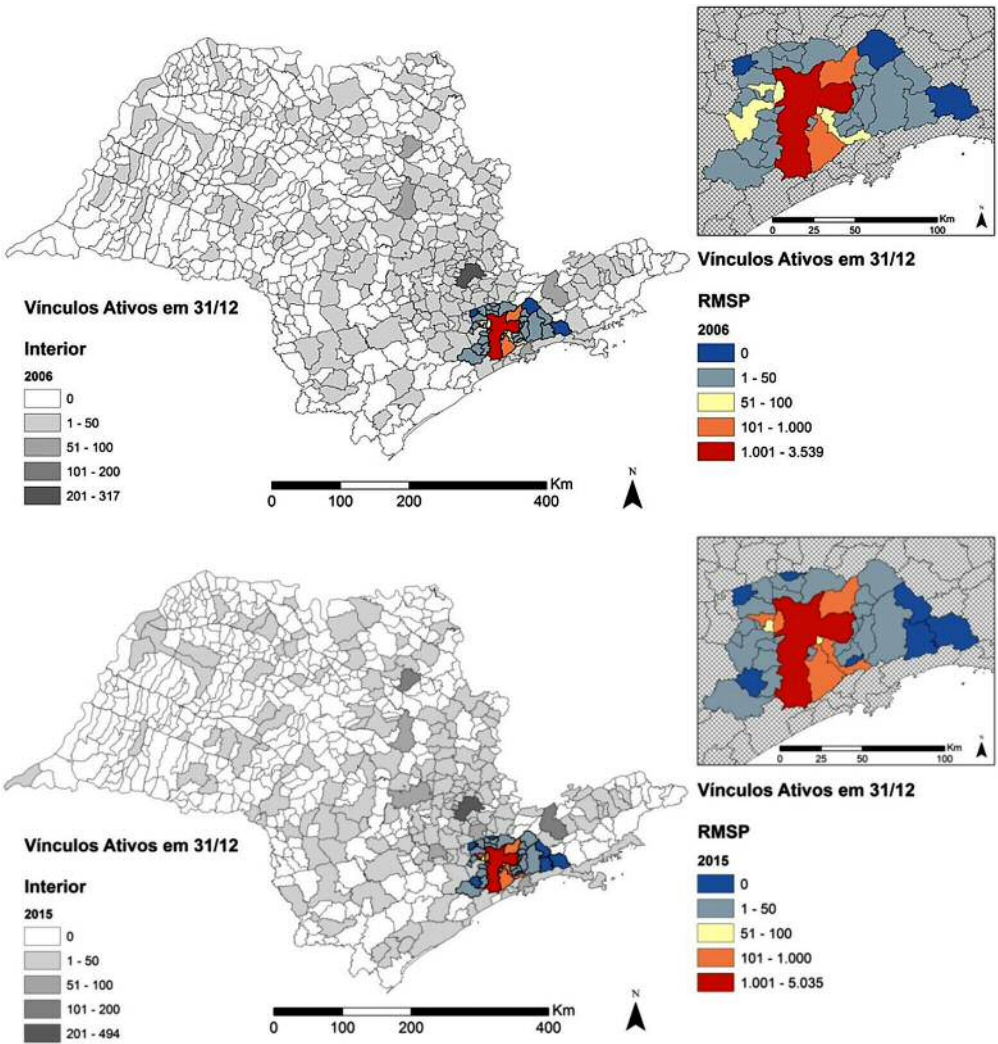 Vínculos Ativos em 31/12
Interior
2006
0
1 - 50
51 - 100
101 - 200
201 - 317
0 100 200 400 Km
N
N
0 25 50 100 Km
Vínculos Ativos em 31/12
RMSP
2006
0
1 - 50
51 - 100
101 - 1.000
1.001 - 3.539
Vínculos Ativos em 31/12
Interior
2015
0
1 - 50
51 - 100
101 - 200
201 - 494
0 100 200 400 Km
N
N
0 25 50 100 Km
Vínculos Ativos em 31/12
RMSP
2015
0
1 - 50
51 - 100
101 - 1.000
1.001 - 5.035